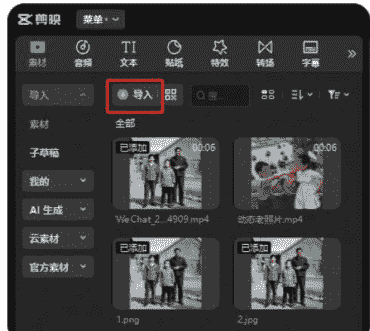 剪映 菜单
素材 音频 文本 贴纸 特效 转场 字幕
导入 导入 搜...
素材 全部
子草稿
我的
AI 生成
云素材
官方素材
已添加 00:06 00:06
WeChat_2...4909.mp4 动态老照片.mp4
已添加 已添加
1.png 2.jpg